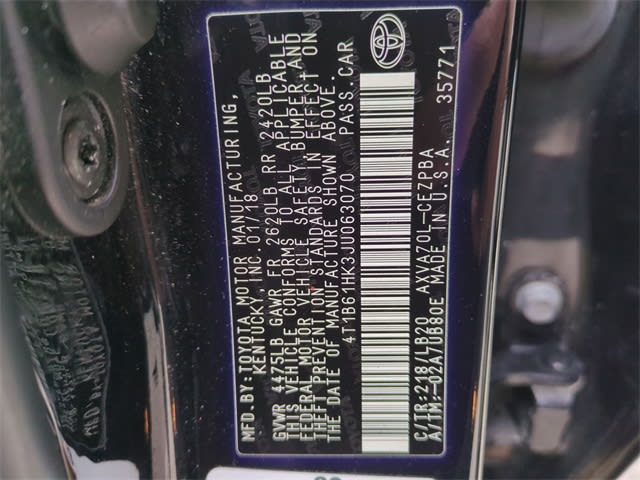 MFD. BY: TOYOTA MOTOR MANUFACTURING,
KENTUCKY, INC. 01/18
GVWR 4475LB GAWR FR 2620LB RR 2420LB
THIS VEHICLE CONFORMS TO ALL APPLICABLE
FEDERAL MOTOR VEHICLE SAFETY, BUMPER, AND
THEFT PREVENTION STANDARDS IN EFFECT ON
THE DATE OF MANUFACTURE SHOWN ABOVE.
4T1B61HK3JU063070 PASS. CAR
C/TR:218/LB20 AXVA70L-CEZPBA
A/TM:-02A/UB80E MADE IN U.S.A. 35771